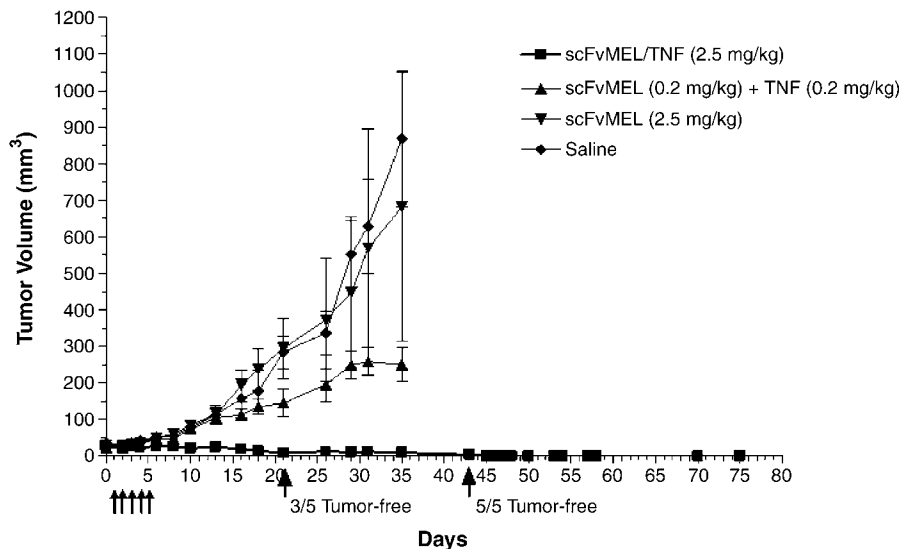 1200
1100
1000
900
800
700
600
500
400
300
200
100
0
Tumor Volume (mm³)
scFvMEL/TNF (2.5 mg/kg)
scFvMEL (0.2 mg/kg) + TNF (0.2 mg/kg)
scFvMEL (2.5 mg/kg)
Saline
0 5 10 15 20 25 30 35 40 45 50 55 60 65 70 75 80
3/5 Tumor-free 5/5 Tumor-free
Days